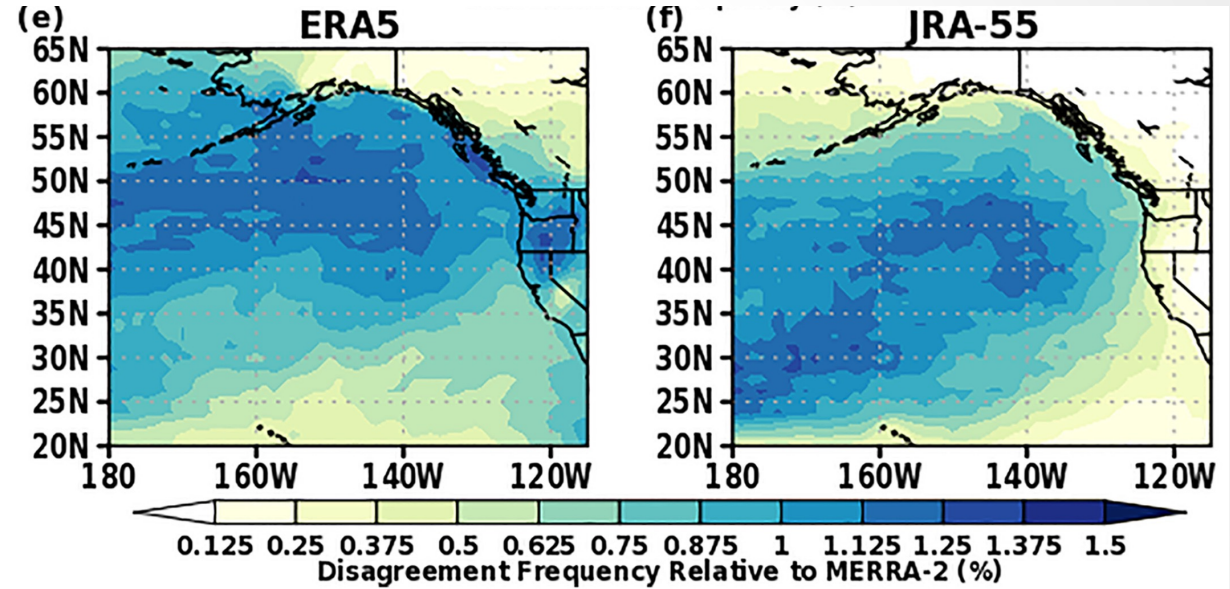 (e) ERA5 (f) JRA-55
65N 65N
60N 60N
55N 55N
50N 50N
45N 45N
40N 40N
35N 35N
30N 30N
25N 25N
20N 20N
180 160W 140W 120W 180 160W 140W 120W
0.125 0.25 0.375 0.5 0.625 0.75 0.875 1 1.125 1.25 1.375 1.5
Disagreement Frequency Relative to MERRA-2 (%)